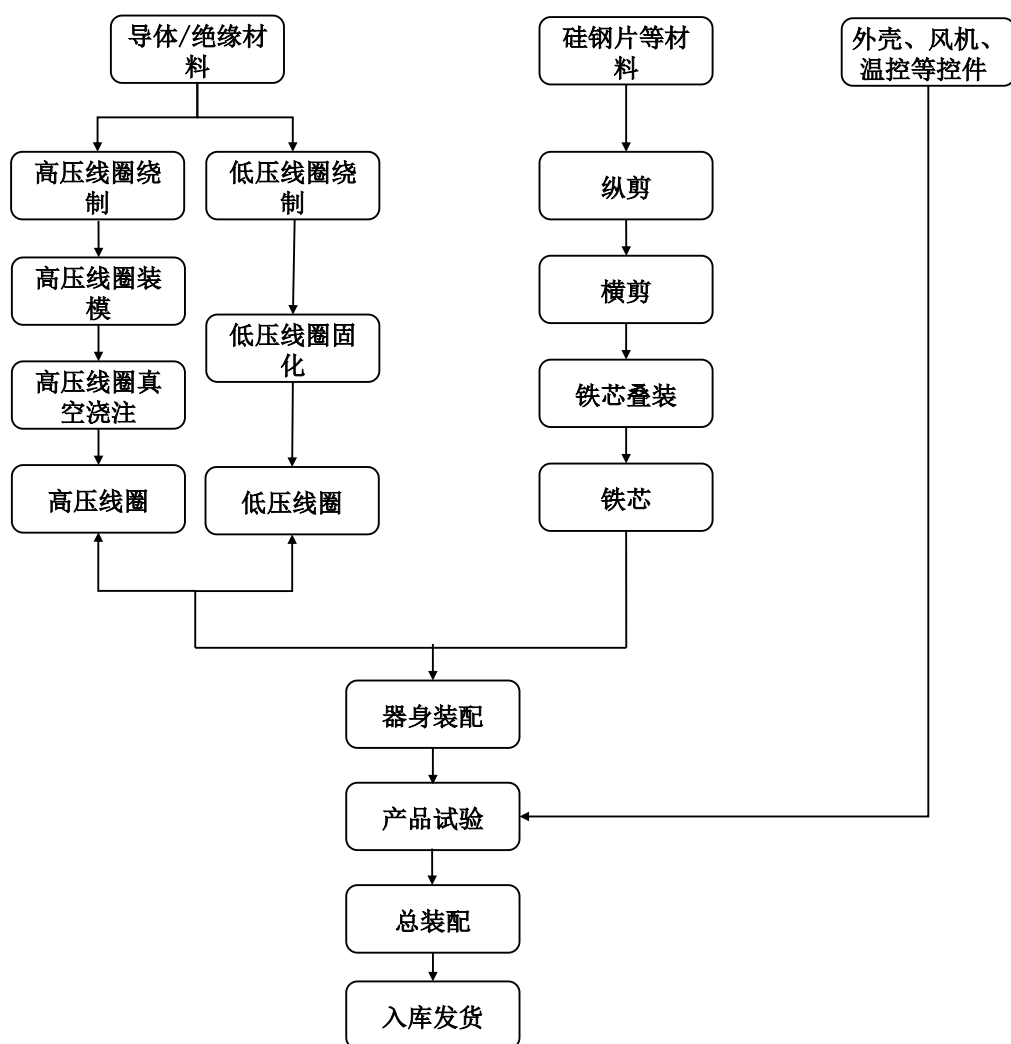 导体/绝缘材
料
硅钢片等材
料
外壳、风机、
温控等控件
高压线圈绕
制
低压线圈绕
制
纵剪
高压线圈装
模
横剪
低压线圈固
化
高压线圈真
空浇注
铁芯叠装
高压线圈
低压线圈
铁芯
器身装配
产品试验
总装配
入库发货